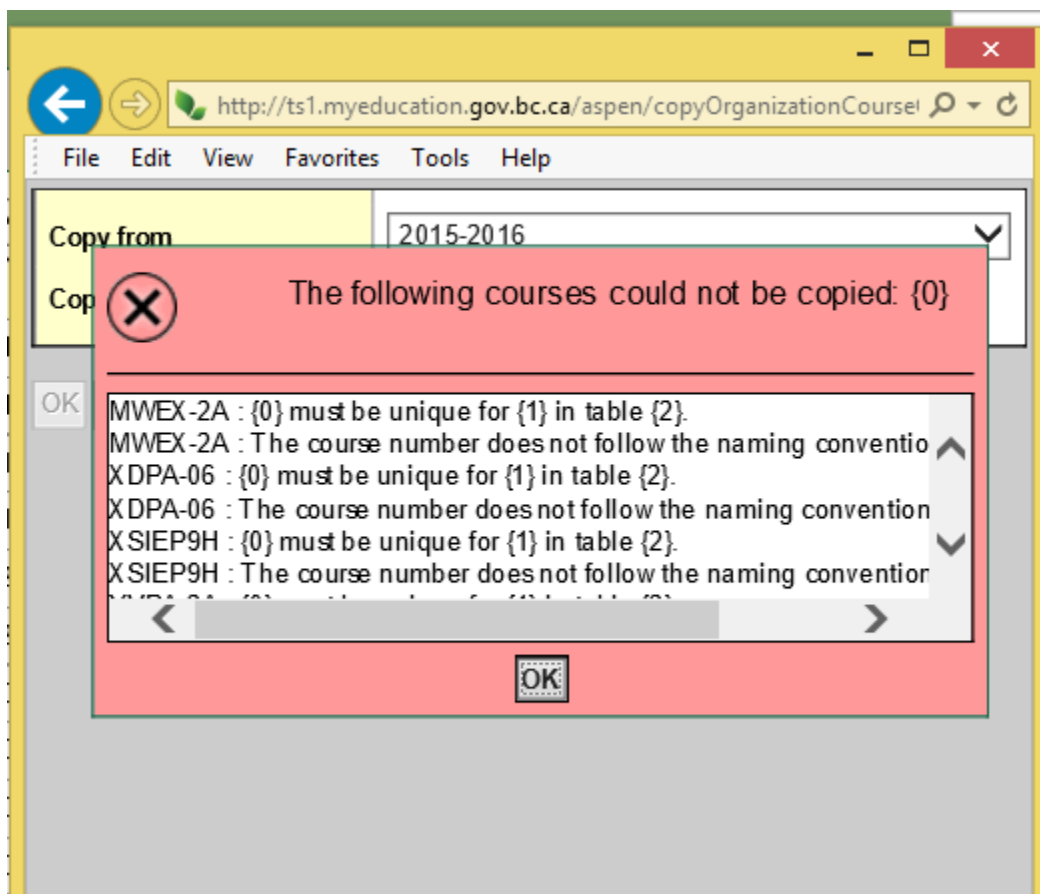 http://ts1.myeducation.gov.bc.ca/aspen/copyOrganizationCourse
File Edit View Favorites Tools Help
Copy from 2015-2016
Cop
The following courses could not be copied: {0}
OK
MWEX-2A : {0} must be unique for {1} in table {2}.
MWEX-2A : The course number does not follow the naming conventio
XDPA-06 : {0} must be unique for {1} in table {2}.
XDPA-06 : The course number does not follow the naming convention
XSIEP9H : {0} must be unique for {1} in table {2}.
XSIEP9H : The course number does not follow the naming convention
OK